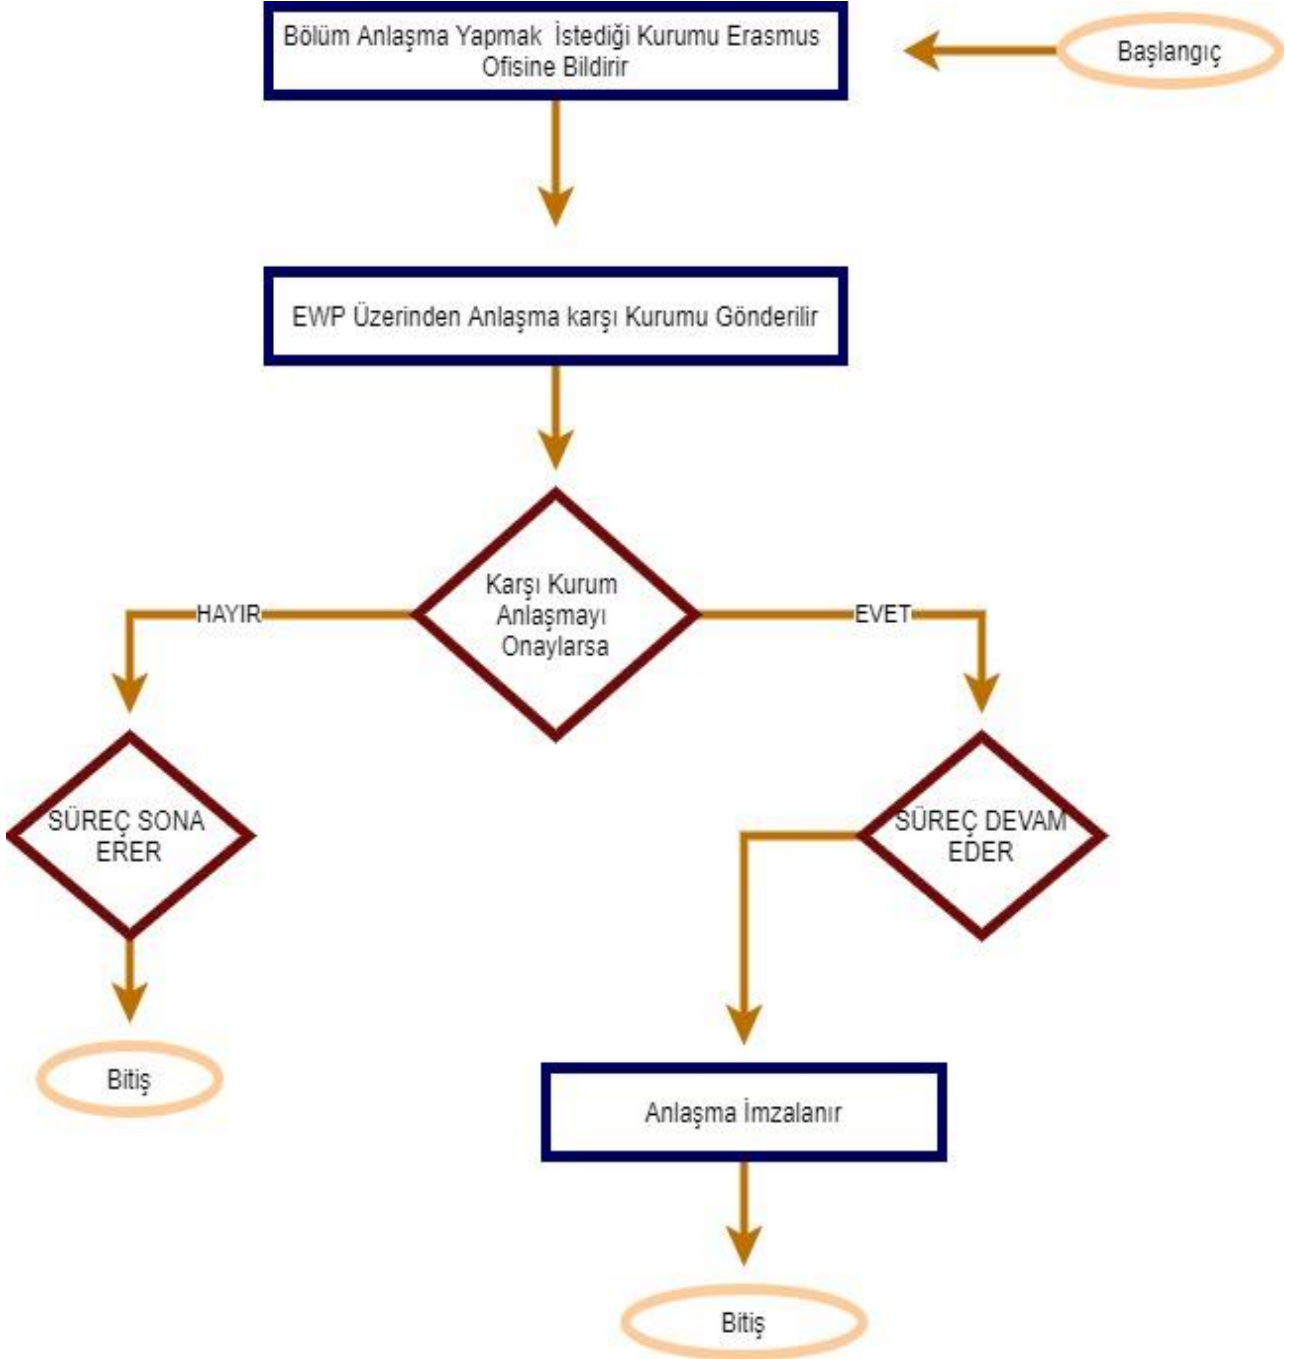 Başlangıç
Bölüm Anlaşma Yapmak İstediği Kurumu Erasmus
Ofisine Bildirir
EWP Üzerinden Anlaşma karşı Kurumu Gönderilir
Karşı Kurum
Anlaşmayı
Onaylarsa
HAYIR
EVET
SÜREÇ SONA
ERER
SÜREÇ DEVAM
EDER
Bitiş
Anlaşma İmzalanır
Bitiş